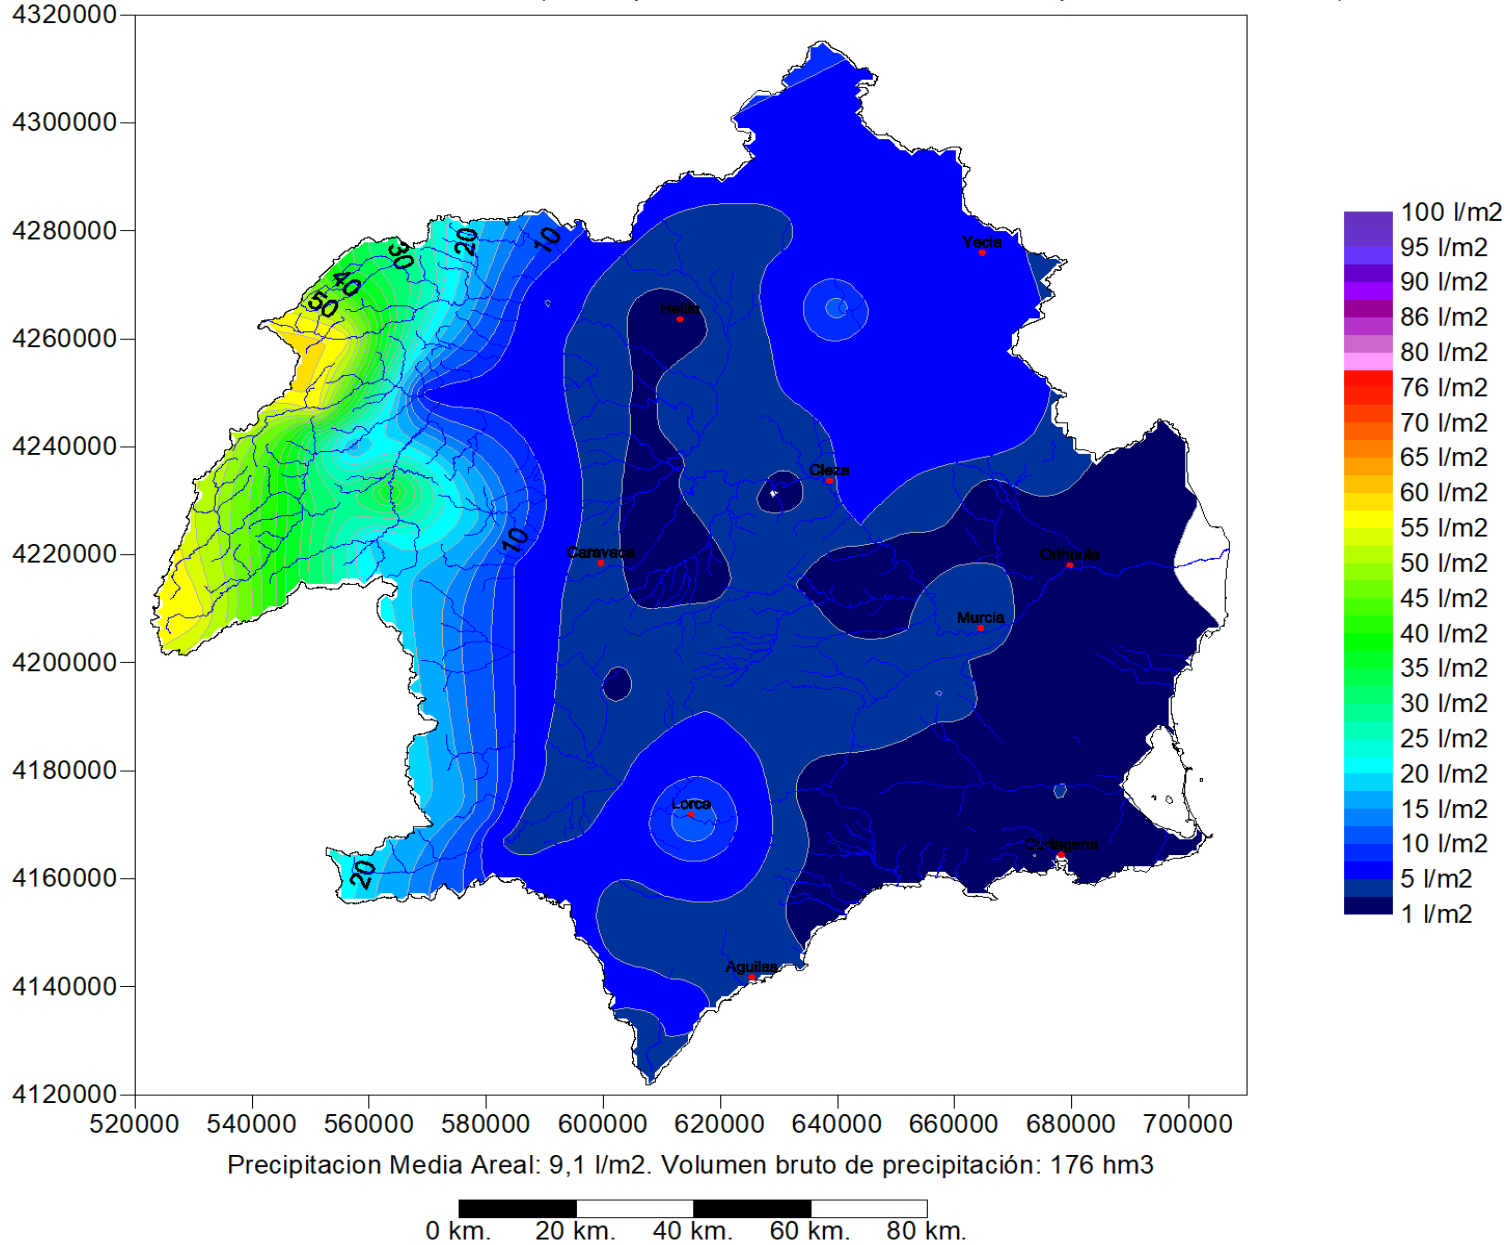 4320000
4300000
4280000
4260000
4240000
4220000
4200000
4180000
4160000
4140000
4120000
520000 540000 560000 580000 600000 620000 640000 660000 680000 700000
50
40
30
20
10
10
20
Yecla
Hellin
Cieza
Caravaca
Orihuela
Murcia
Lorca
Cartagena
Aguilas
100 l/m2
95 l/m2
90 l/m2
86 l/m2
80 l/m2
76 l/m2
70 l/m2
65 l/m2
60 l/m2
55 l/m2
50 l/m2
45 l/m2
40 l/m2
35 l/m2
30 l/m2
25 l/m2
20 l/m2
15 l/m2
10 l/m2
5 l/m2
1 l/m2
Precipitacion Media Areal: 9,1 l/m2. Volumen bruto de precipitación: 176 hm3
0 km. 20 km. 40 km. 60 km. 80 km.